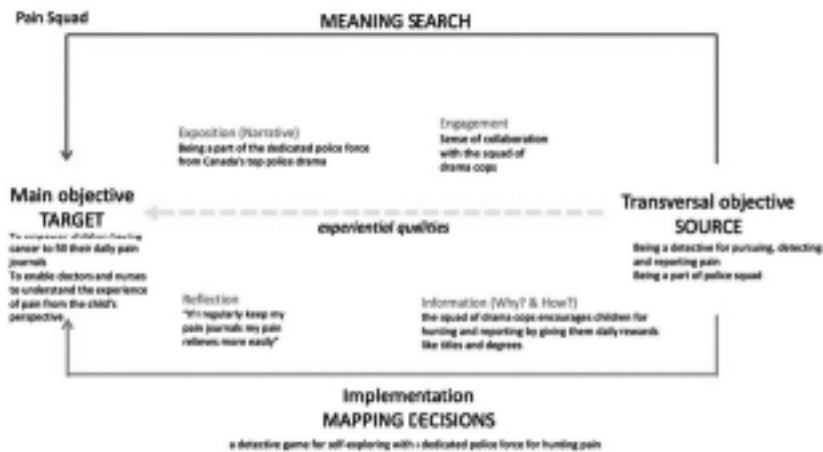 Pain Squad
MEANING SEARCH
Exposition (Narrative)
Being a part of the dedicated police force
from Canada's top police drama
Engagement
Sense of collaboration
with the squad of
drama cops
Main objective
TARGET
To empower children having
cancer to fill their daily pain
journals
To enable doctors and nurses
to understand the experience
of pain from the child's
perspective
experiential qualities
Transversal objective
SOURCE
Being a detective for pursuing, detecting
and reporting pain
Being a part of police squad
Reflection
"If I regularly keep my
pain journals my pain
relieves more easily"
Information (Why? & How?)
the squad of drama cops encourages children for
hunting and reporting by giving them daily rewards
like titles and degrees
Implementation
MAPPING DECISIONS
a detective game for self-exploring with dedicated police force for hunting pain